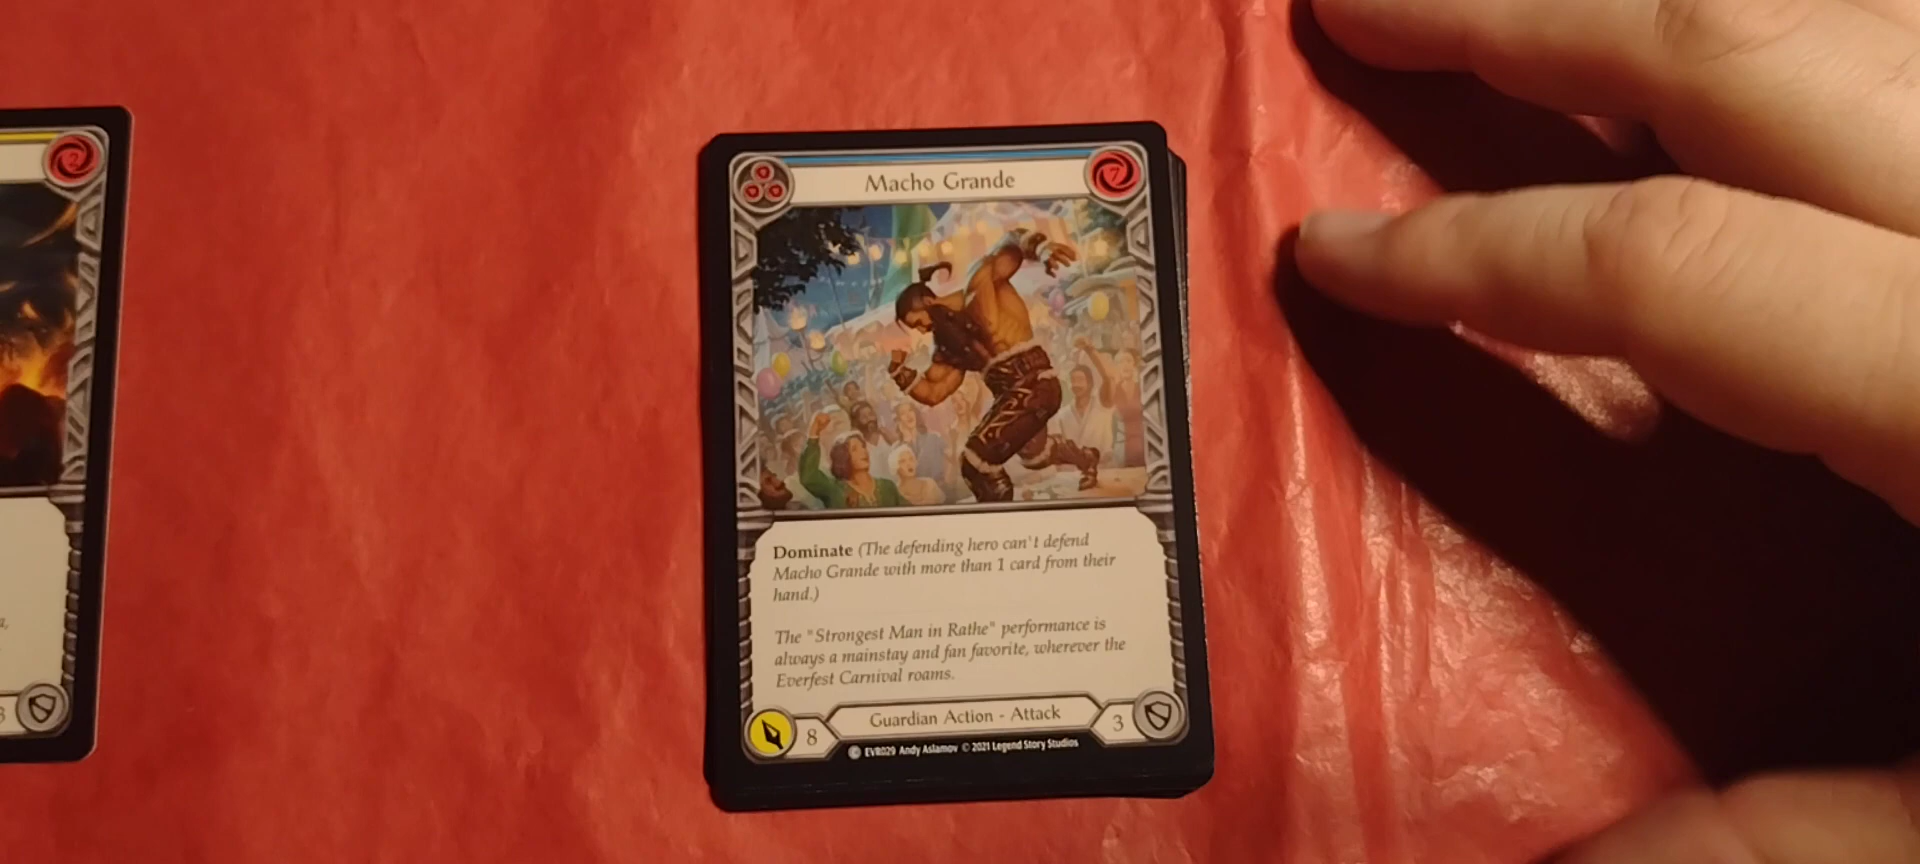 2
3
Macho Grande
7
Dominate (The defending hero can't defend
Macho Grande with more than 1 card from their
hand.)
The "Strongest Man in Rathe" performance is
always a mainstay and fan favorite, wherever the
Everfest Carnival roams.
8
Guardian Action - Attack
3
C EVR029 Andy Aslamov © 2021 Legend Story Studios